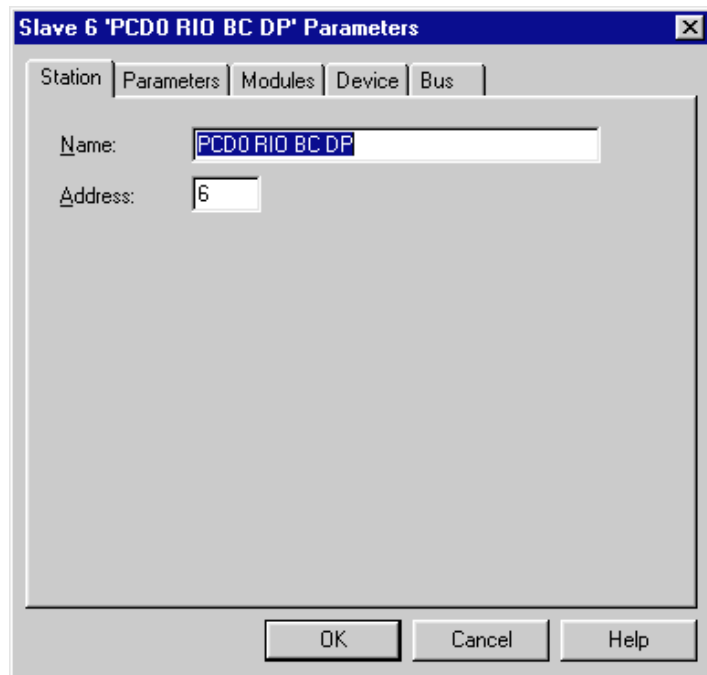 Slave 6 'PCD0 RIO BC DP' Parameters
Station Parameters Modules Device Bus
Name: PCD0 RIO BC DP
Address: 6
OK Cancel Help